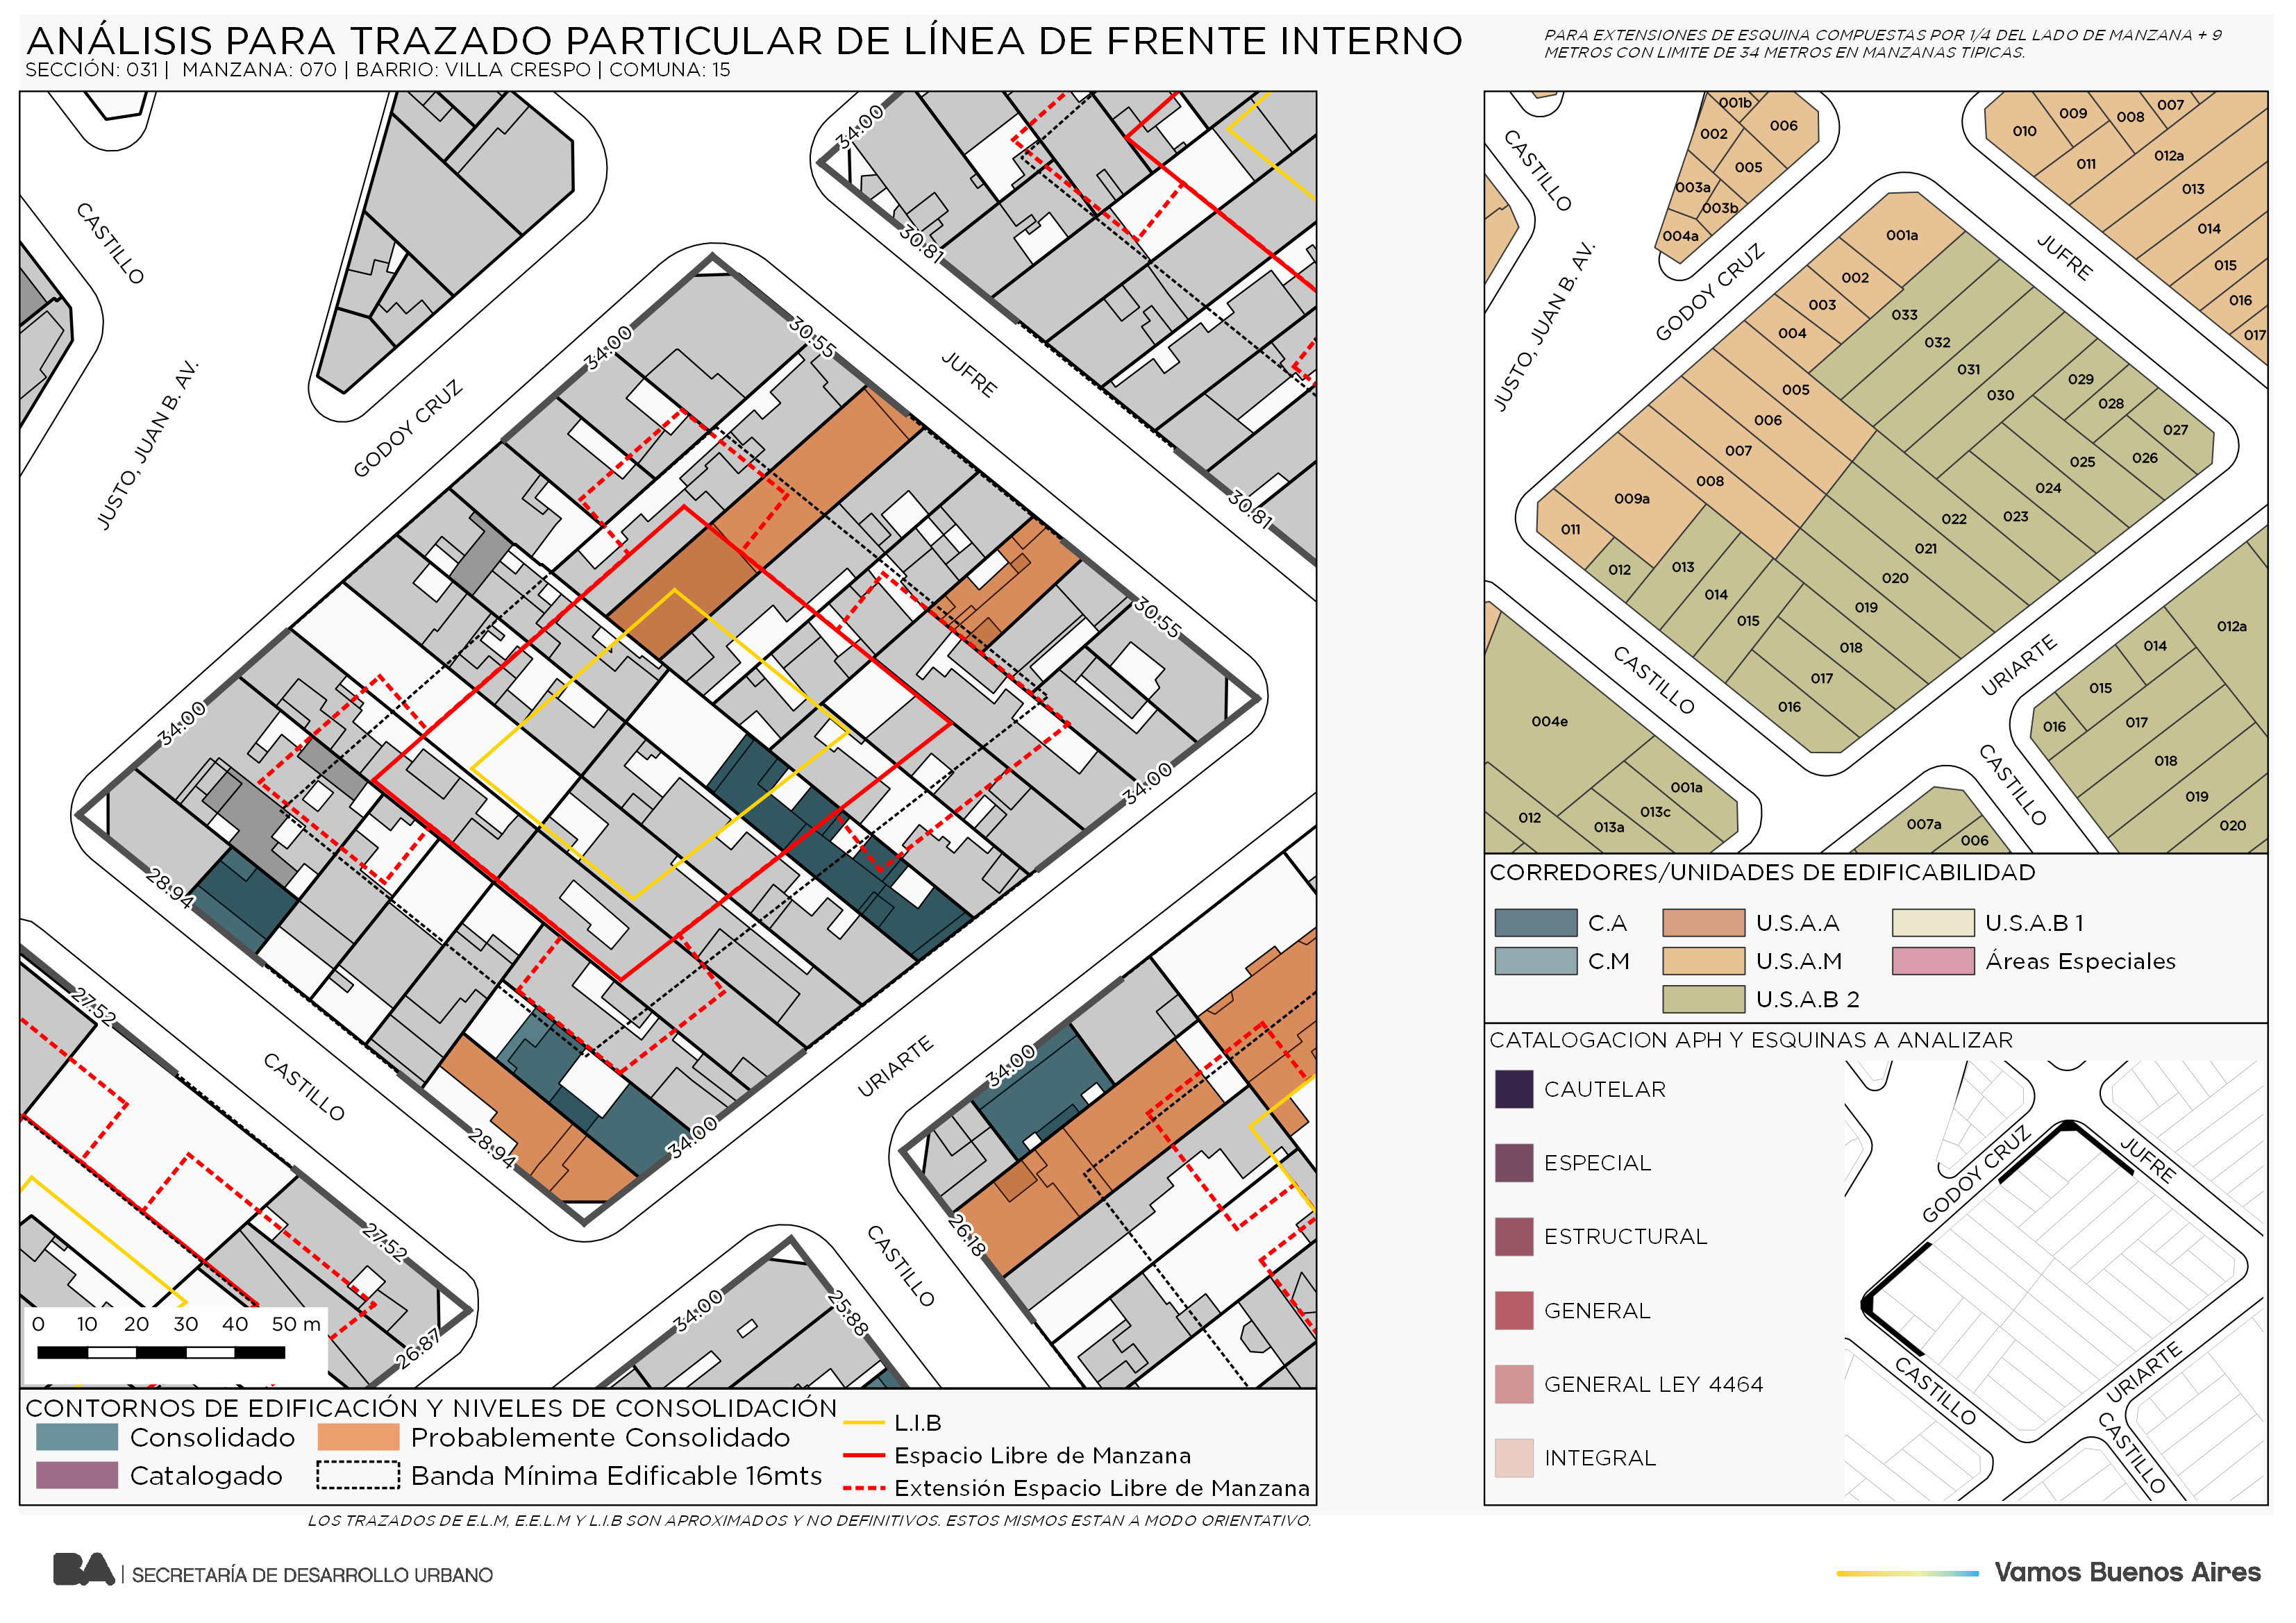 ANÁLISIS PARA TRAZADO PARTICULAR DE LÍNEA DE FRENTE INTERNO
SECCIÓN: 031 | MANZANA: 070 | BARRIO: VILLA CRESPO | COMUNA: 15
PARA EXTENSIONES DE ESQUINA COMPUESTAS POR 1/4 DEL LADO DE MANZANA + 9
METROS CON LIMITE DE 34 METROS EN MANZANAS TIPICAS.
CASTILLO
JUSTO, JUAN B. AV.
GODOY CRUZ
JUFRE
34:00
30:81
30:81
34:00
30:55
30:55
34:00
34:00
28:94
28:94
34:00
CASTILLO
URIARTE
27:52
27:52
26:87
34:00
26:18
34:00
25:88
CASTILLO
0 10 20 30 40 50 m
CONTORNOS DE EDIFICACIÓN Y NIVELES DE CONSOLIDACIÓN
Consolidado
Probablemente Consolidado
Catalogado
Banda Mínima Edificable 16mts
L.I.B
Espacio Libre de Manzana
Extensión Espacio Libre de Manzana
LOS TRAZADOS DE E.L.M, E.E.L.M Y L.I.B SON APROXIMADOS Y NO DEFINITIVOS. ESTOS MISMOS ESTAN A MODO ORIENTATIVO.
CASTILLO
JUSTO, JUAN B. AV.
GODOY CRUZ
JUFRE
001b
002
006
005
003a
003b
004a
010
009
008
007
011
012a
013
014
015
016
017
001a
002
003
004
005
006
007
008
009a
011
012
013
014
015
016
017
018
019
020
021
022
023
024
025
026
027
028
029
030
031
032
033
CASTILLO
URIARTE
CASTILLO
004e
001a
013c
013a
012
007a
006
012a
014
015
016
017
018
019
020
CORREDORES/UNIDADES DE EDIFICABILIDAD
C.A
U.S.A.A
U.S.A.B 1
C.M
U.S.A.M
Áreas Especiales
U.S.A.B 2
CATALOGACION APH Y ESQUINAS A ANALIZAR
CAUTELAR
ESPECIAL
ESTRUCTURAL
GENERAL
GENERAL LEY 4464
INTEGRAL
GODOY CRUZ
JUFRE
CASTILLO
URIARTE
CASTILLO
BA | SECRETARÍA DE DESARROLLO URBANO
Vamos Buenos Aires